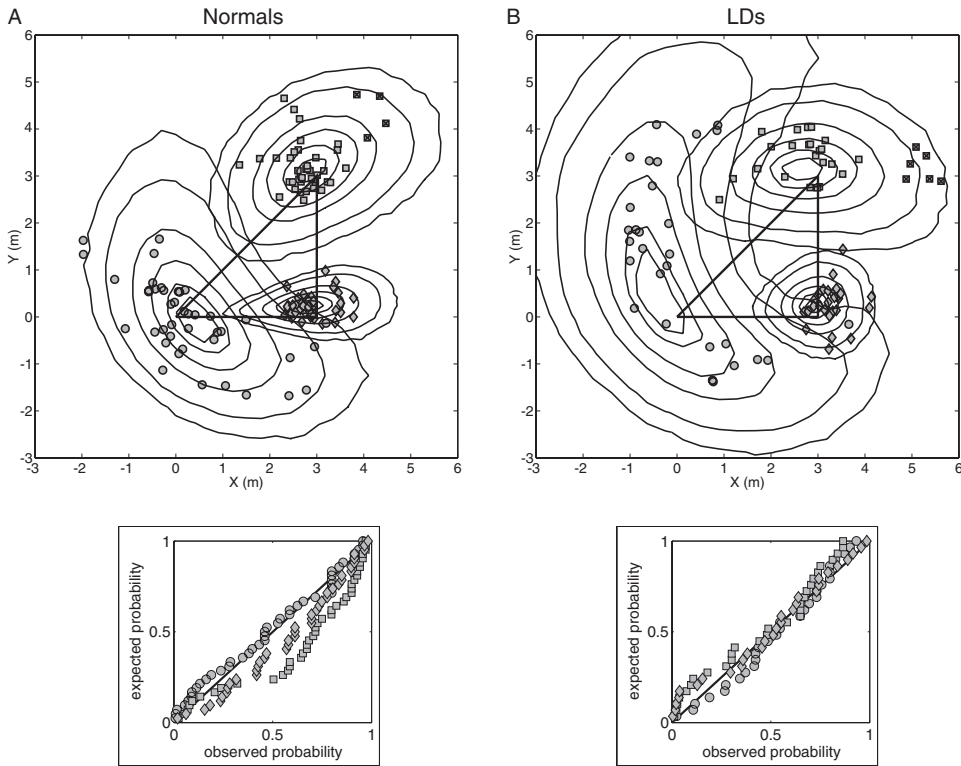 A Normals
B LDs
6
5
4
3
2
1
0
-1
-2
-3
Y (m)
-3 -2 -1 0 1 2 3 4 5 6
X (m)
6
5
4
3
2
1
0
-1
-2
-3
Y (m)
-3 -2 -1 0 1 2 3 4 5 6
X (m)
1
0.5
0
expected probability
0 0.5 1
observed probability
1
0.5
0
expected probability
0 0.5 1
observed probability